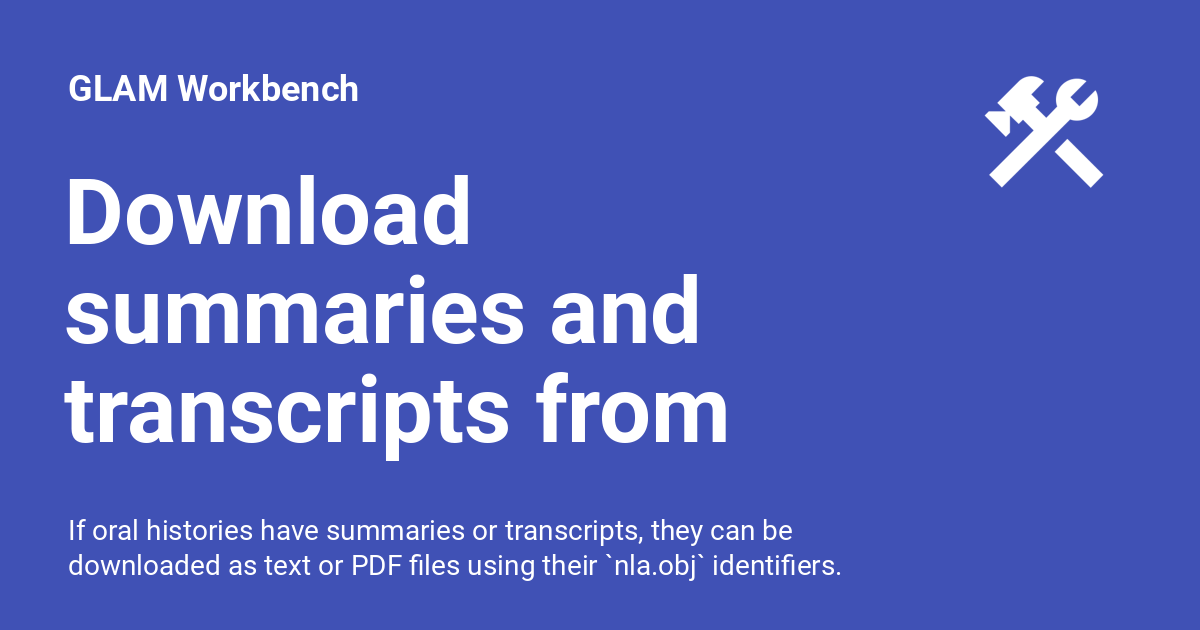 GLAM Workbench
Download
summaries and
transcripts from
If oral histories have summaries or transcripts, they can be
downloaded as text or PDF files using their `nla.obj` identifiers.